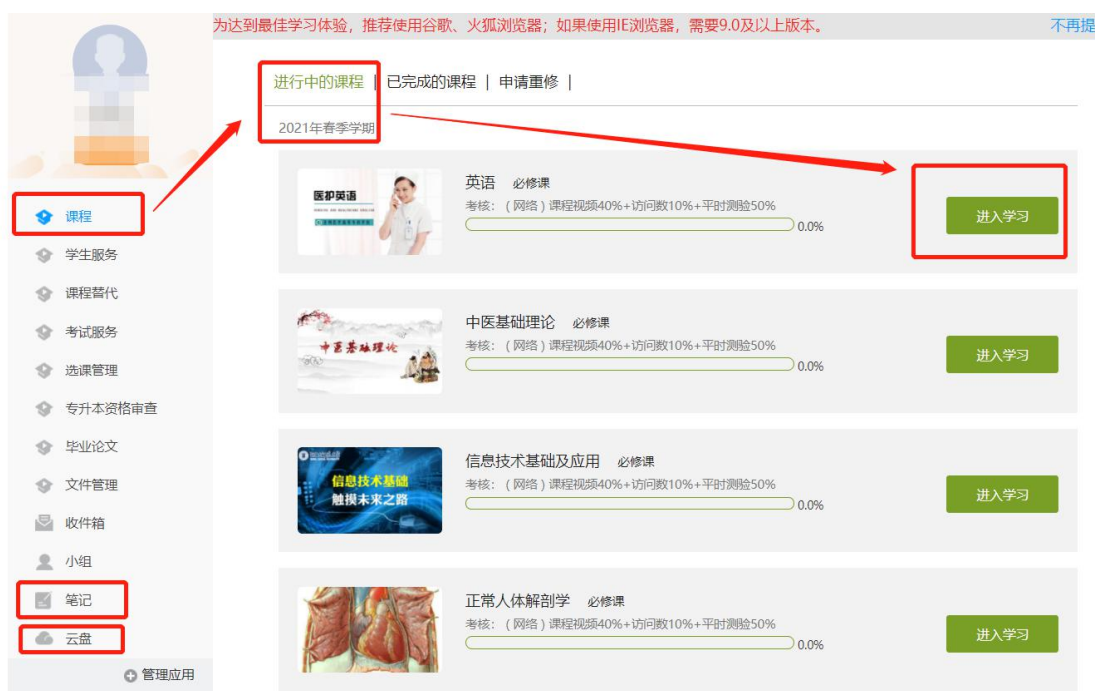 为达到最佳学习体验，推荐使用谷歌、火狐浏览器；如果使用IE浏览器，需要9.0及以上版本。 不再提
进行中的课程 | 已完成的课程 | 申请重修 |
2021年春季学期
课程
学生服务
课程替代
考试服务
选课管理
专升本资格审查
毕业论文
文件管理
收件箱
小组
笔记
云盘
管理应用
医护英语
英语 必修课
考核：（网络）课程视频40%+访问数10%+平时测验50%
0.0%
进入学习
中医基础理论
中医基础理论 必修课
考核：（网络）课程视频40%+访问数10%+平时测验50%
0.0%
进入学习
信息技术基础
触摸未来之路
信息技术基础及应用 必修课
考核：（网络）课程视频40%+访问数10%+平时测验50%
0.0%
进入学习
正常人体解剖学 必修课
考核：（网络）课程视频40%+访问数10%+平时测验50%
0.0%
进入学习